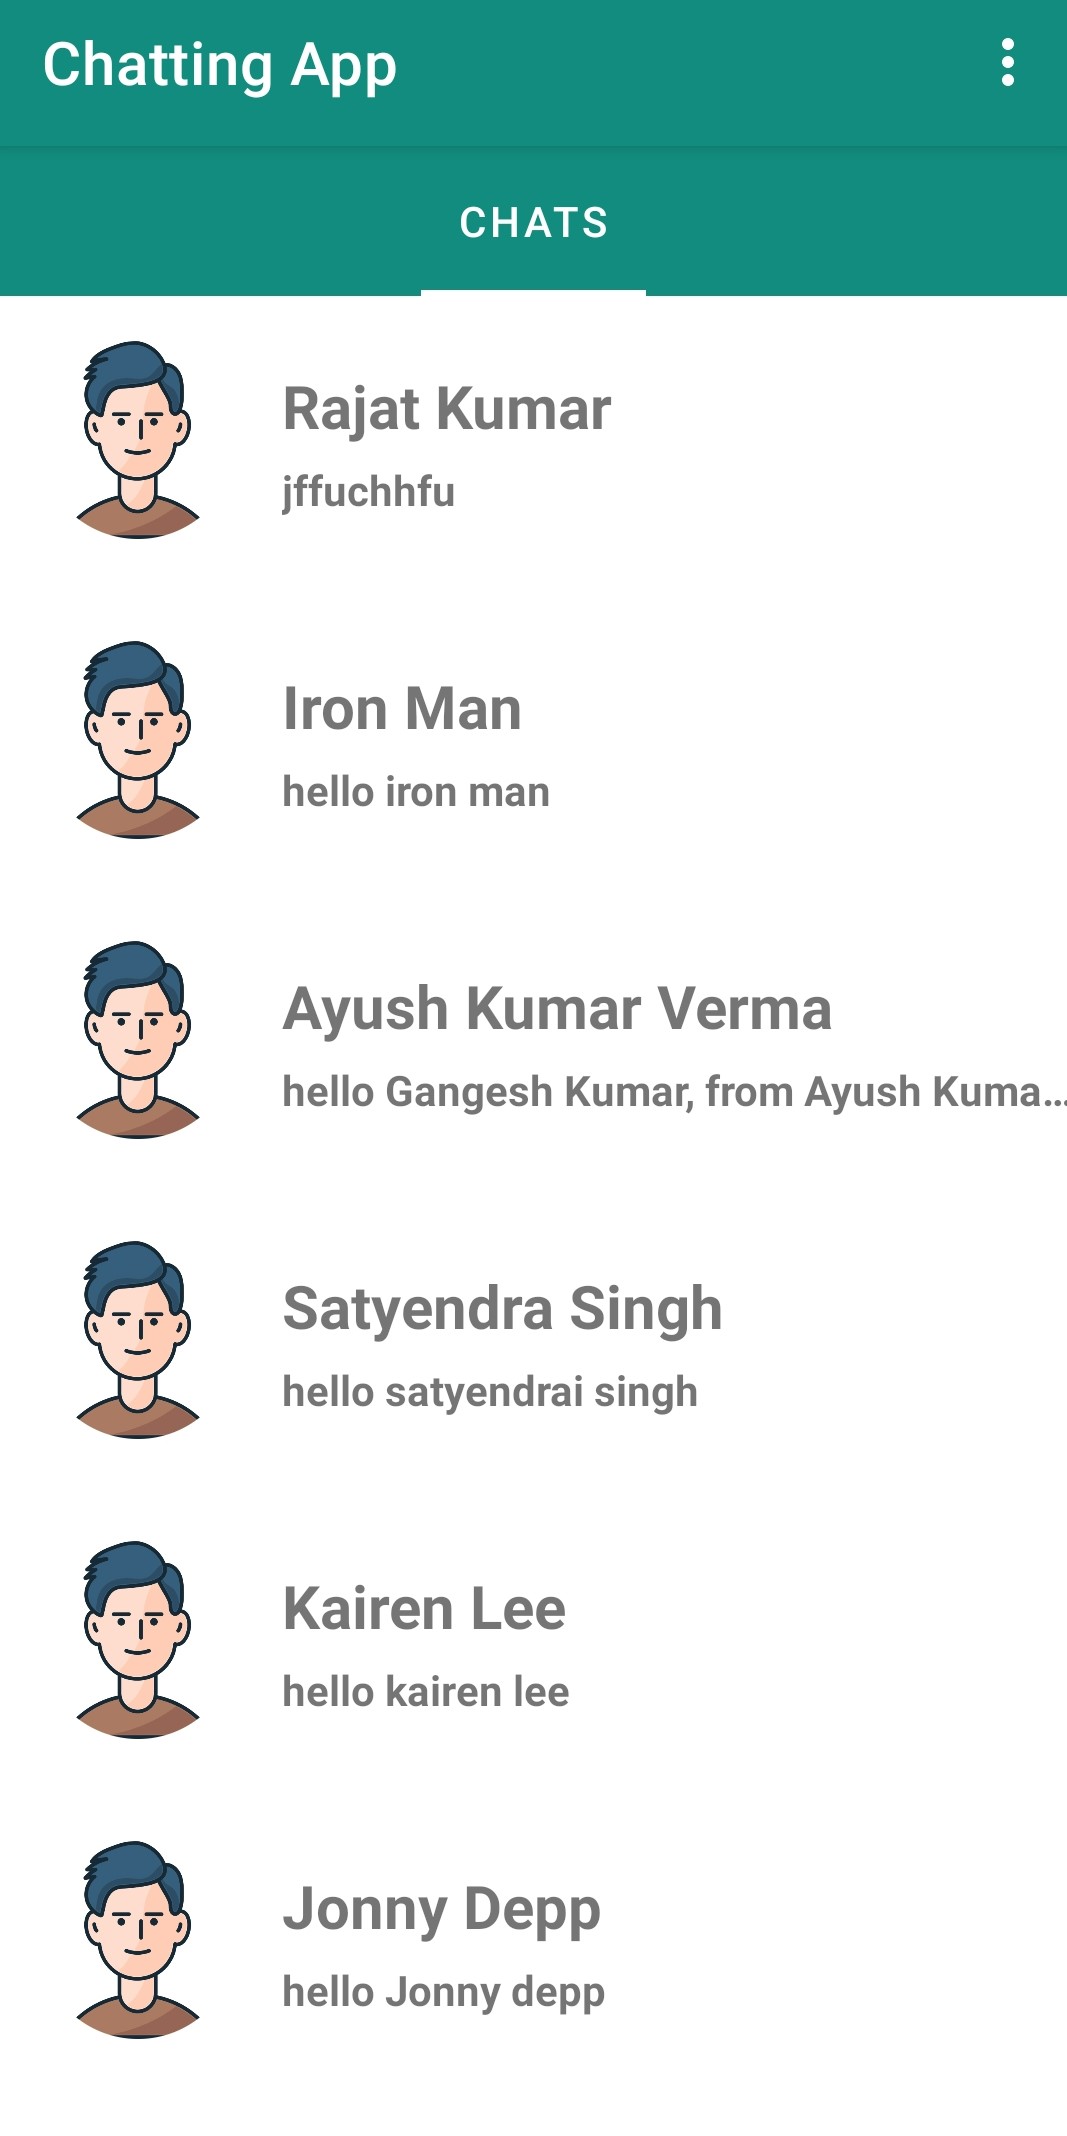 Chatting App
CHATS
Rajat Kumar
jffuchhfu
Iron Man
hello iron man
Ayush Kumar Verma
hello Gangesh Kumar, from Ayush Kuma...
Satyendra Singh
hello satyendrai singh
Kairen Lee
hello kairen lee
Jonny Depp
hello Jonny depp